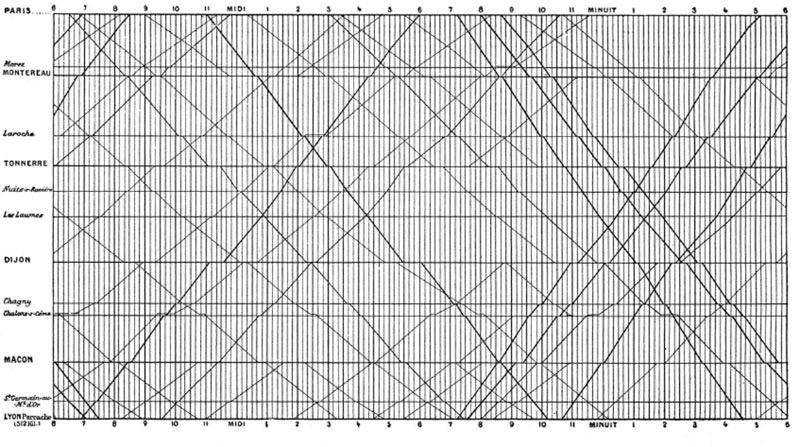 PARIS.....
6 7 8 9 10 11 MIDI 1 2 3 4 5 6 7 8 9 10 11 MINUIT 1 2 3 4 5 6
Moret
MONTEREAU
Laroche
TONNERRE
Nuits-s-Ravière
Les Laumes
DIJON
Chagny
Chalons-s-Saône
MACON
St Germain-au-
Mt d'Or
LYON Perrache
6 7 8 9 10 11 MIDI 1 2 3 4 5 6 7 8 9 10 11 MINUIT 1 2 3 4 5 6
(512 Kil.)